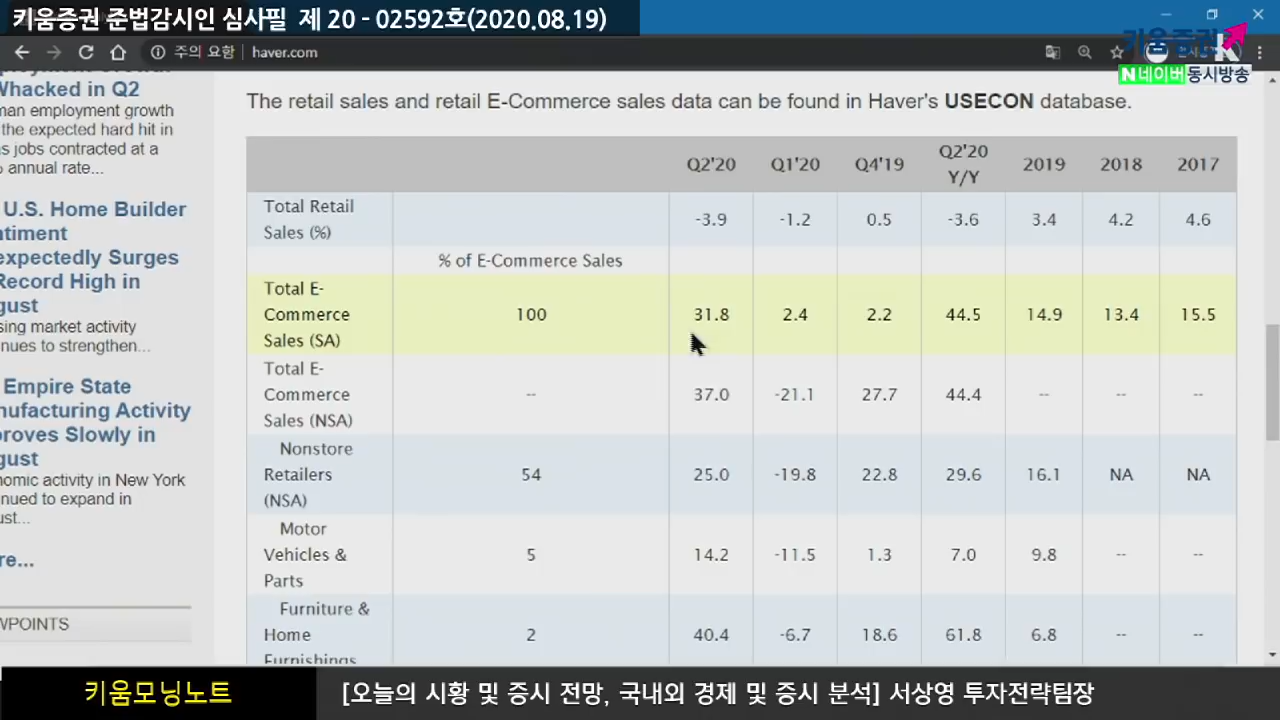 키움증권 준법감시인 심사필 제 20 - 02592호(2020.08.19)
주의 요함 haver.com
키움증권
N 네이버 동시방송
Whacked in Q2
man employment growth
the expected hard hit in
s jobs contracted at a
% annual rate...
U.S. Home Builder
ntiment
expectedly Surges
Record High in
gust
sing market activity
nues to strengthen...
Empire State
nufacturing Activity
proves Slowly in
gust
nomic activity in New York
nued to expand in
ust...
re...
WPOINTS
The retail sales and retail E-Commerce sales data can be found in Haver's USECON database.
Q2'20 Q1'20 Q4'19 Q2'20 Y/Y 2019 2018 2017
Total Retail
Sales (%) -3.9 -1.2 0.5 -3.6 3.4 4.2 4.6
% of E-Commerce Sales
Total E-
Commerce 100 31.8 2.4 2.2 44.5 14.9 13.4 15.5
Sales (SA)
Total E-
Commerce -- 37.0 -21.1 27.7 44.4 -- -- --
Sales (NSA)
Nonstore
Retailers 54 25.0 -19.8 22.8 29.6 16.1 NA NA
(NSA)
Motor
Vehicles & 5 14.2 -11.5 1.3 7.0 9.8 -- --
Parts
Furniture &
Home 2 40.4 -6.7 18.6 61.8 6.8 -- --
Furnishings
키움모닝노트
[오늘의 시황 및 증시 전망, 국내외 경제 및 증시 분석] 서상영 투자전략팀장